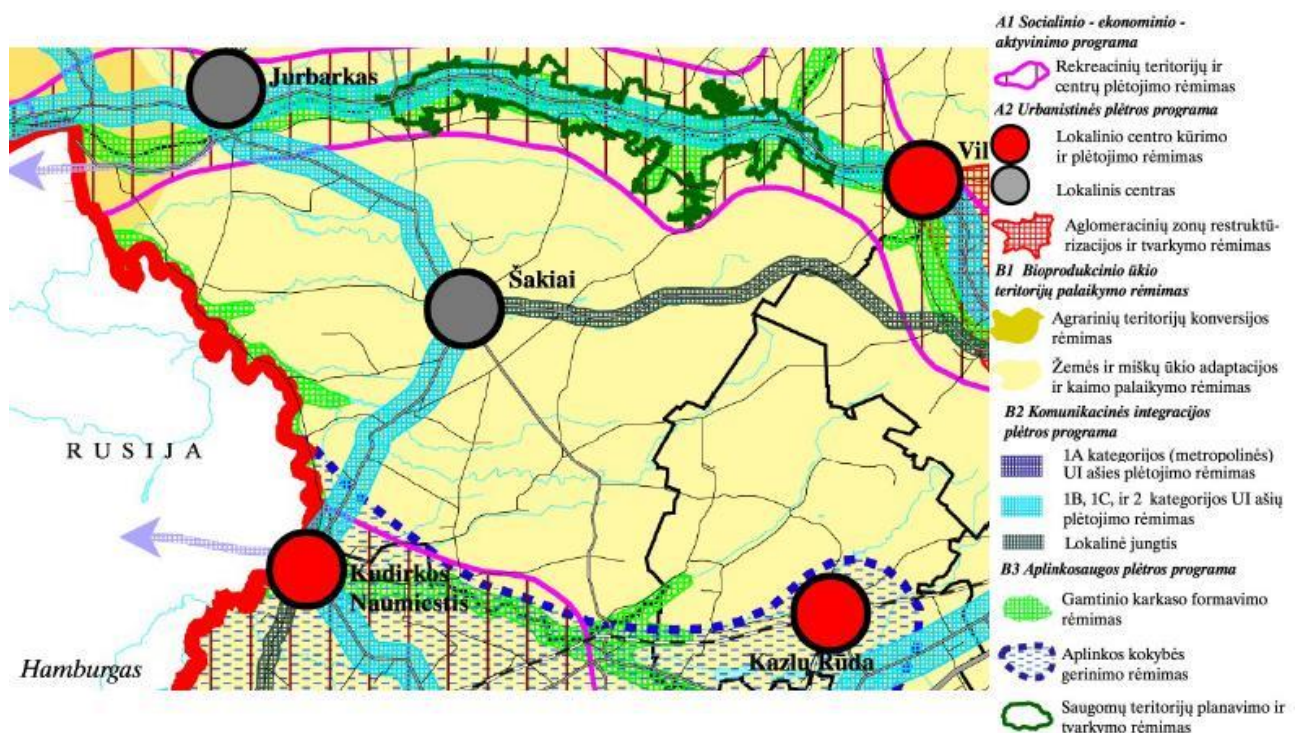 Jurbarkas
Vil
Šakiai
RUSIJA
Kudirkos
Naumiestis
Kazlų Rūda
Hamburgas
A1 Socialinio - ekonominio -
aktyvinimo programa
Rekreacinių teritorijų ir
centrų plėtojimo rėmimas
A2 Urbanistinės plėtros programa
Lokalinio centro kūrimo
ir plėtojimo rėmimas
Lokalinis centras
Aglomeracinių zonų restruktū-
rizacijos ir tvarkymo rėmimas
B1 Bioprodukcinio ūkio
teritorijų palaikymo rėmimas
Agrarinių teritorijų konversijos
rėmimas
Žemės ir miškų ūkio adaptacijos
ir kaimo palaikymo rėmimas
B2 Komunikacinės integracijos
plėtros programa
1A kategorijos (metropolinės)
UI ašies plėtojimo rėmimas
1B, 1C, ir 2 kategorijos UI ašių
plėtojimo rėmimas
Lokalinė jungtis
B3 Aplinkosaugos plėtros programa
Gamtinio karkaso formavimo
rėmimas
Aplinkos kokybės
gerinimo rėmimas
Saugomų teritorijų planavimo ir
tvarkymo rėmimas